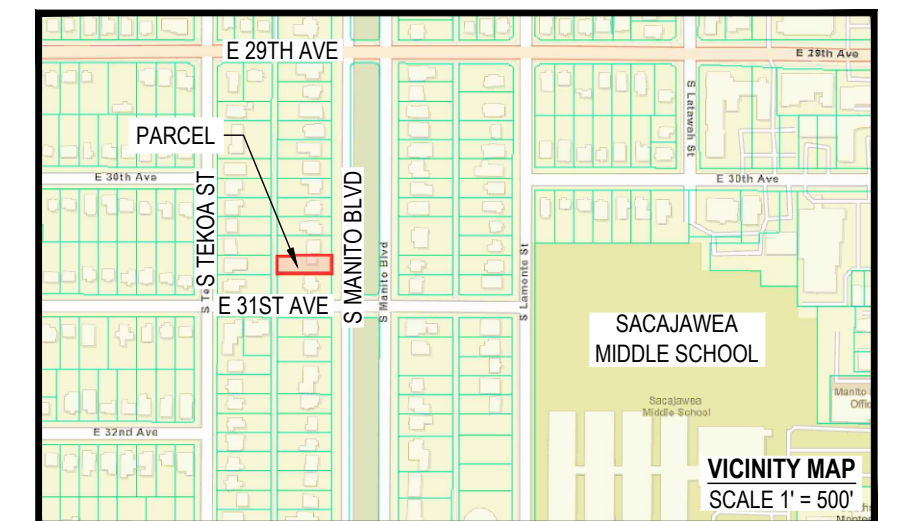 E 29TH AVE
E 29th Ave
PARCEL
S Latawah St
E 30th Ave
E 30th Ave
S TEKOA ST
S MANITO BLVD
S Manito Blvd
S Lamonte St
E 31ST AVE
SACAJAWEA
MIDDLE SCHOOL
Sacajawea
Middle School
Manito
E 32nd Ave
VICINITY MAP
SCALE 1' = 500'